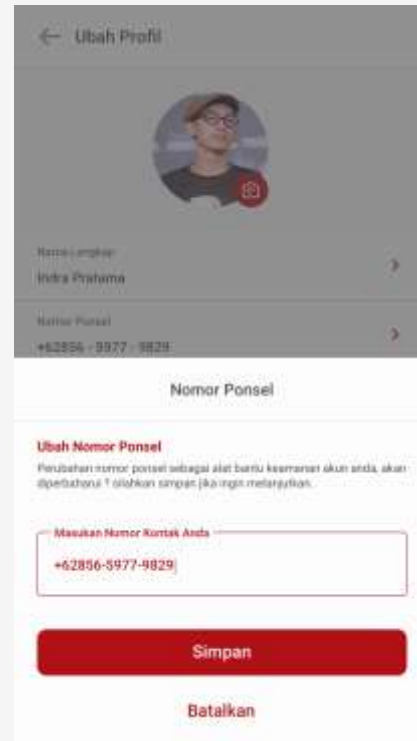 Ubah Profil
Nama Lengkap
Indra Pratama
Nomor Ponsel
+62856 - 5977 - 9829
Nomor Ponsel
Ubah Nomor Ponsel
Perubahan nomor ponsel sebagai alat bantu keamanan akun anda, akan
diperbaharui ? silahkan simpan jika ingin melanjutkan.
Masukan Nomor Kontak Anda
+62856-5977-9829
Simpan
Batalkan